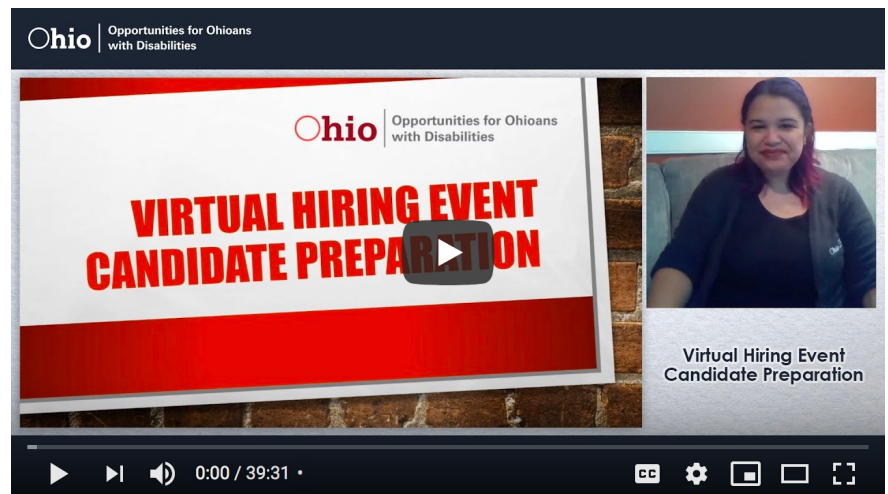 Ohio
Opportunities for Ohioans
with Disabilities
Ohio
Opportunities for Ohioans
with Disabilities
VIRTUAL HIRING EVENT
CANDIDATE PREPARATION
Virtual Hiring Event
Candidate Preparation
0:00 / 39:31 •
CC